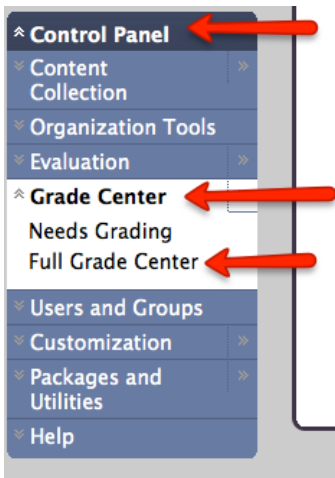 Control Panel
Content
Collection
Organization Tools
Evaluation
Grade Center
Needs Grading
Full Grade Center
Users and Groups
Customization
Packages and
Utilities
Help